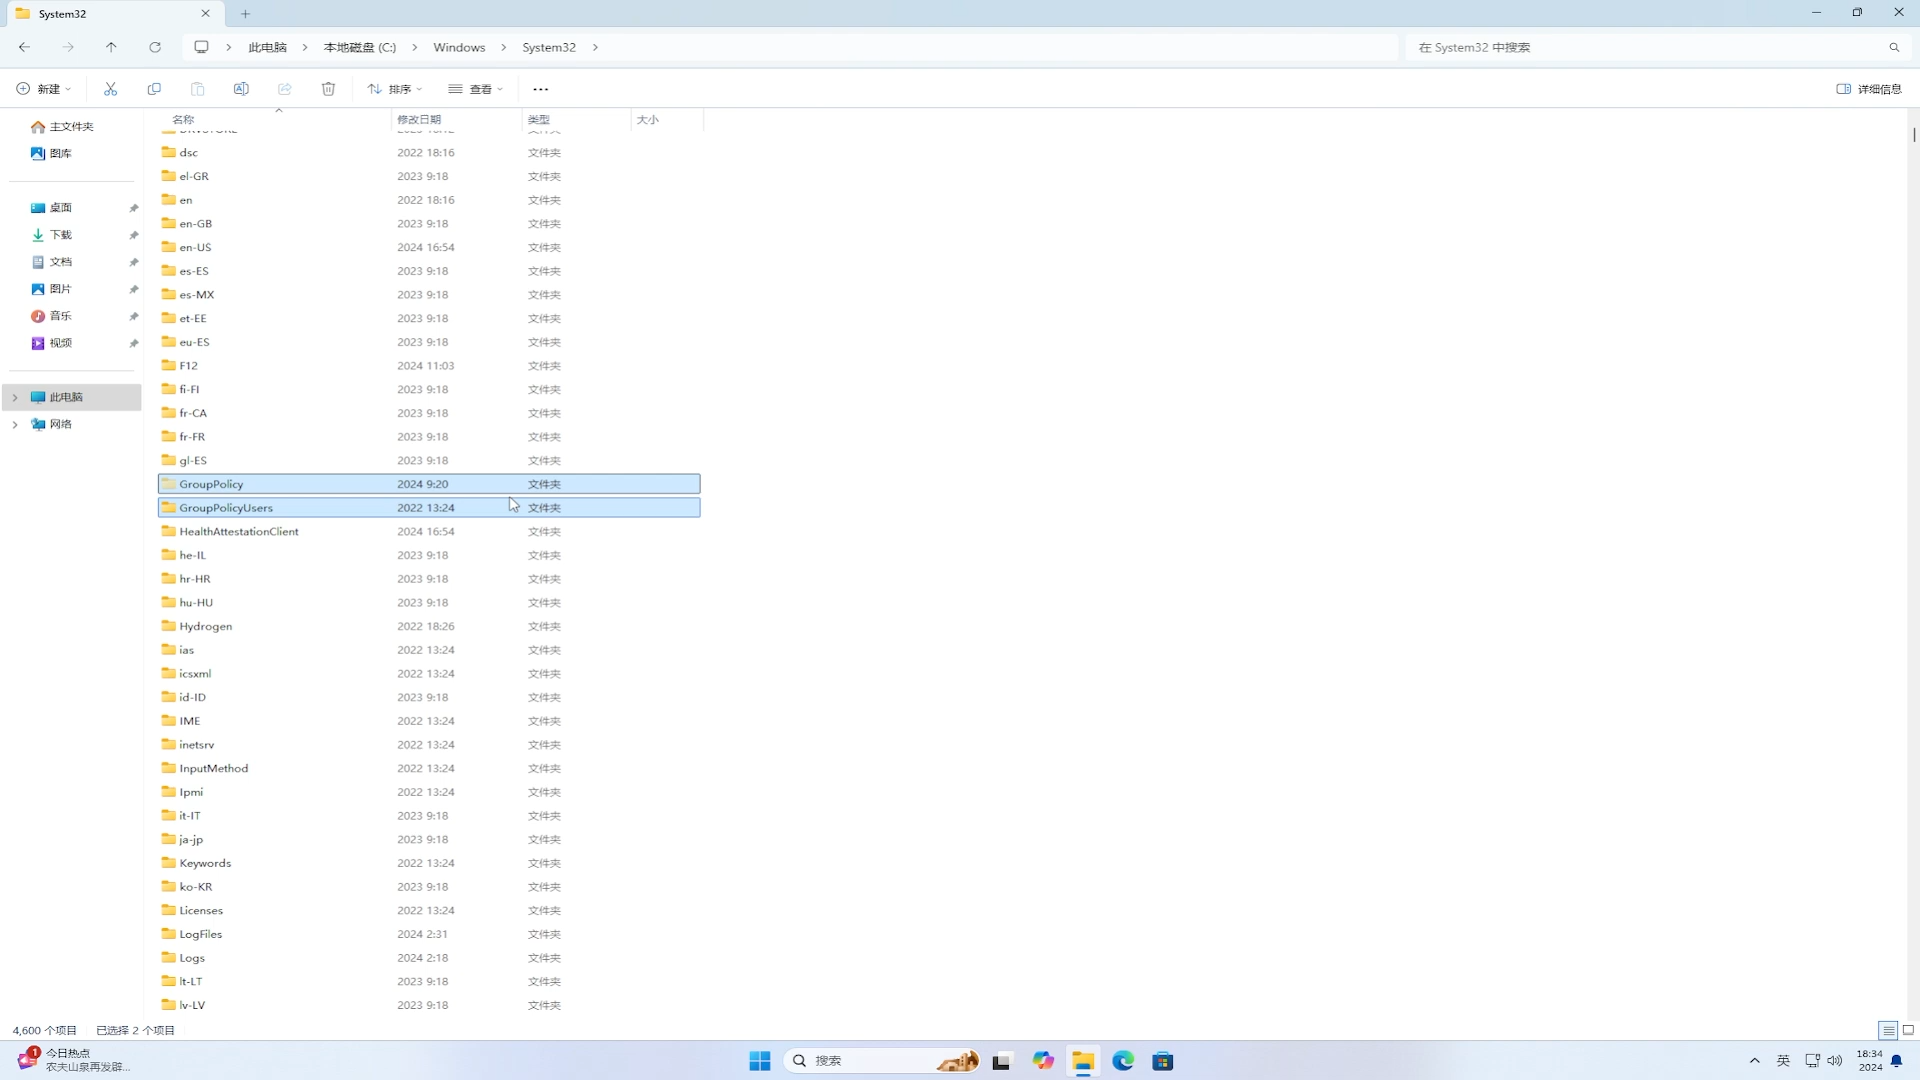 System32
此电脑 本地磁盘 (C:) Windows System32
在 System32 中搜索
新建 排序 查看 详细信息
主文件夹
图库
桌面
下载
文档
图片
音乐
视频
此电脑
网络
名称 修改日期 类型 大小
dsc 2022 18:16 文件夹
el-GR 2023 9:18 文件夹
en 2022 18:16 文件夹
en-GB 2023 9:18 文件夹
en-US 2024 16:54 文件夹
es-ES 2023 9:18 文件夹
es-MX 2023 9:18 文件夹
et-EE 2023 9:18 文件夹
eu-ES 2023 9:18 文件夹
F12 2024 11:03 文件夹
fi-FI 2023 9:18 文件夹
fr-CA 2023 9:18 文件夹
fr-FR 2023 9:18 文件夹
gl-ES 2023 9:18 文件夹
GroupPolicy 2024 9:20 文件夹
GroupPolicyUsers 2022 13:24 文件夹
HealthAttestationClient 2024 16:54 文件夹
he-IL 2023 9:18 文件夹
hr-HR 2023 9:18 文件夹
hu-HU 2023 9:18 文件夹
Hydrogen 2022 18:26 文件夹
ias 2022 13:24 文件夹
icsxml 2022 13:24 文件夹
id-ID 2023 9:18 文件夹
IME 2022 13:24 文件夹
inetsrv 2022 13:24 文件夹
InputMethod 2022 13:24 文件夹
Ipmi 2022 13:24 文件夹
it-IT 2023 9:18 文件夹
ja-jp 2023 9:18 文件夹
Keywords 2022 13:24 文件夹
ko-KR 2023 9:18 文件夹
Licenses 2022 13:24 文件夹
LogFiles 2024 2:31 文件夹
Logs 2024 2:18 文件夹
lt-LT 2023 9:18 文件夹
lv-LV 2023 9:18 文件夹
4,600 个项目 已选择 2 个项目
1
今日热点
农夫山泉再发辟...
搜索
英
18:34
2024